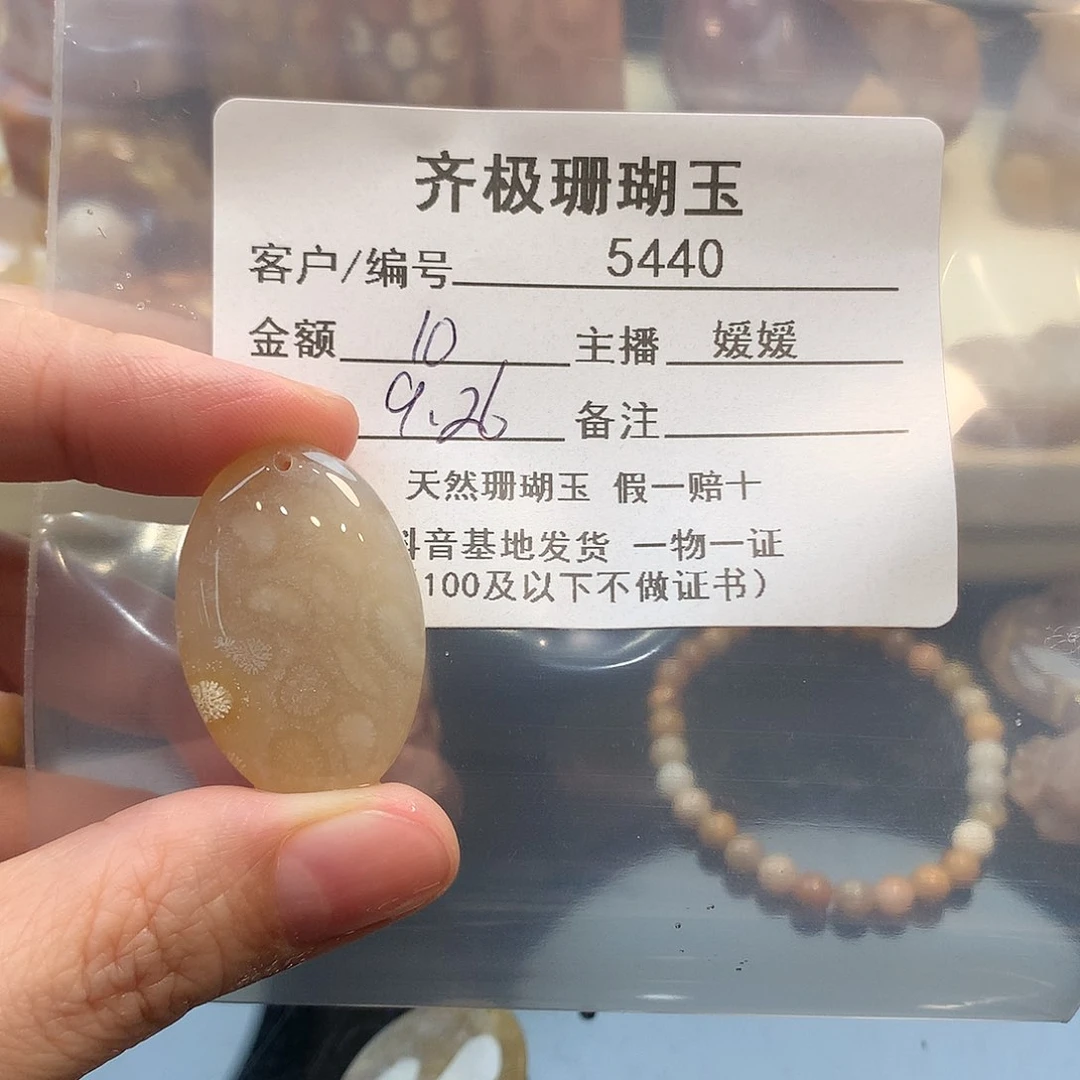 齐极珊瑚玉
客户/编号 5440
金额 10 主播 媛媛
9.26 备注
天然珊瑚玉 假一赔十
抖音基地发货 一物一证
100及以下不做证书）